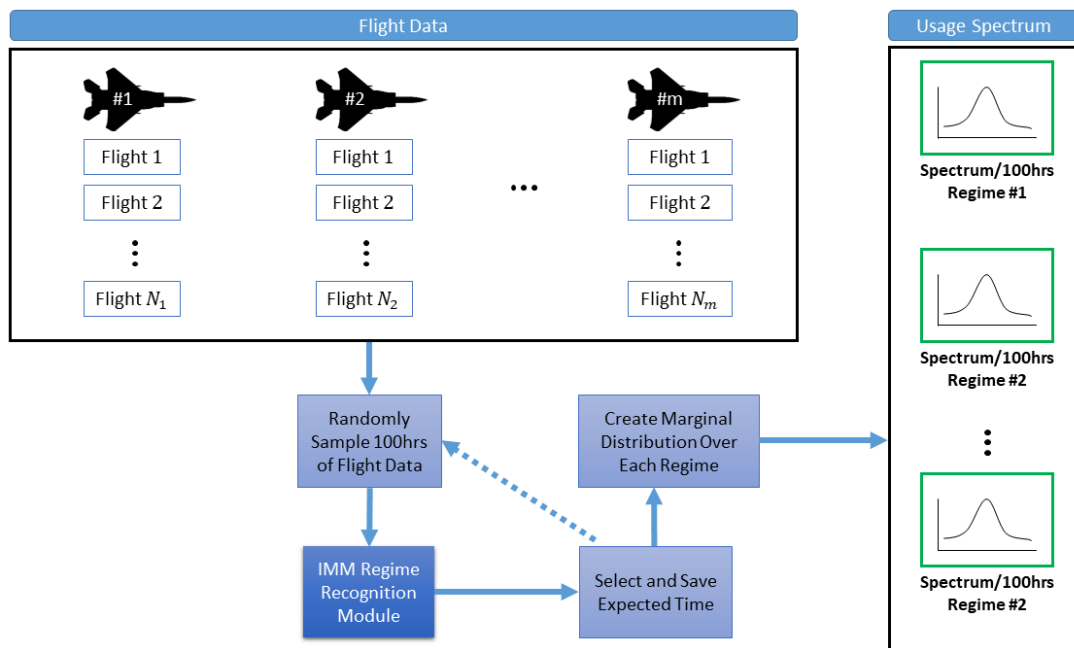 Flight Data
#1
#2
#m
Flight 1
Flight 1
Flight 1
Flight 2
Flight 2
...
Flight 2
⋮
⋮
⋮
Flight N₁
Flight N₂
Flight Nₘ
Randomly
Sample 100hrs
of Flight Data
IMM Regime
Recognition
Module
Select and Save
Expected Time
Create Marginal
Distribution Over
Each Regime
Usage Spectrum
Spectrum/100hrs
Regime #1
Spectrum/100hrs
Regime #2
⋮
Spectrum/100hrs
Regime #2